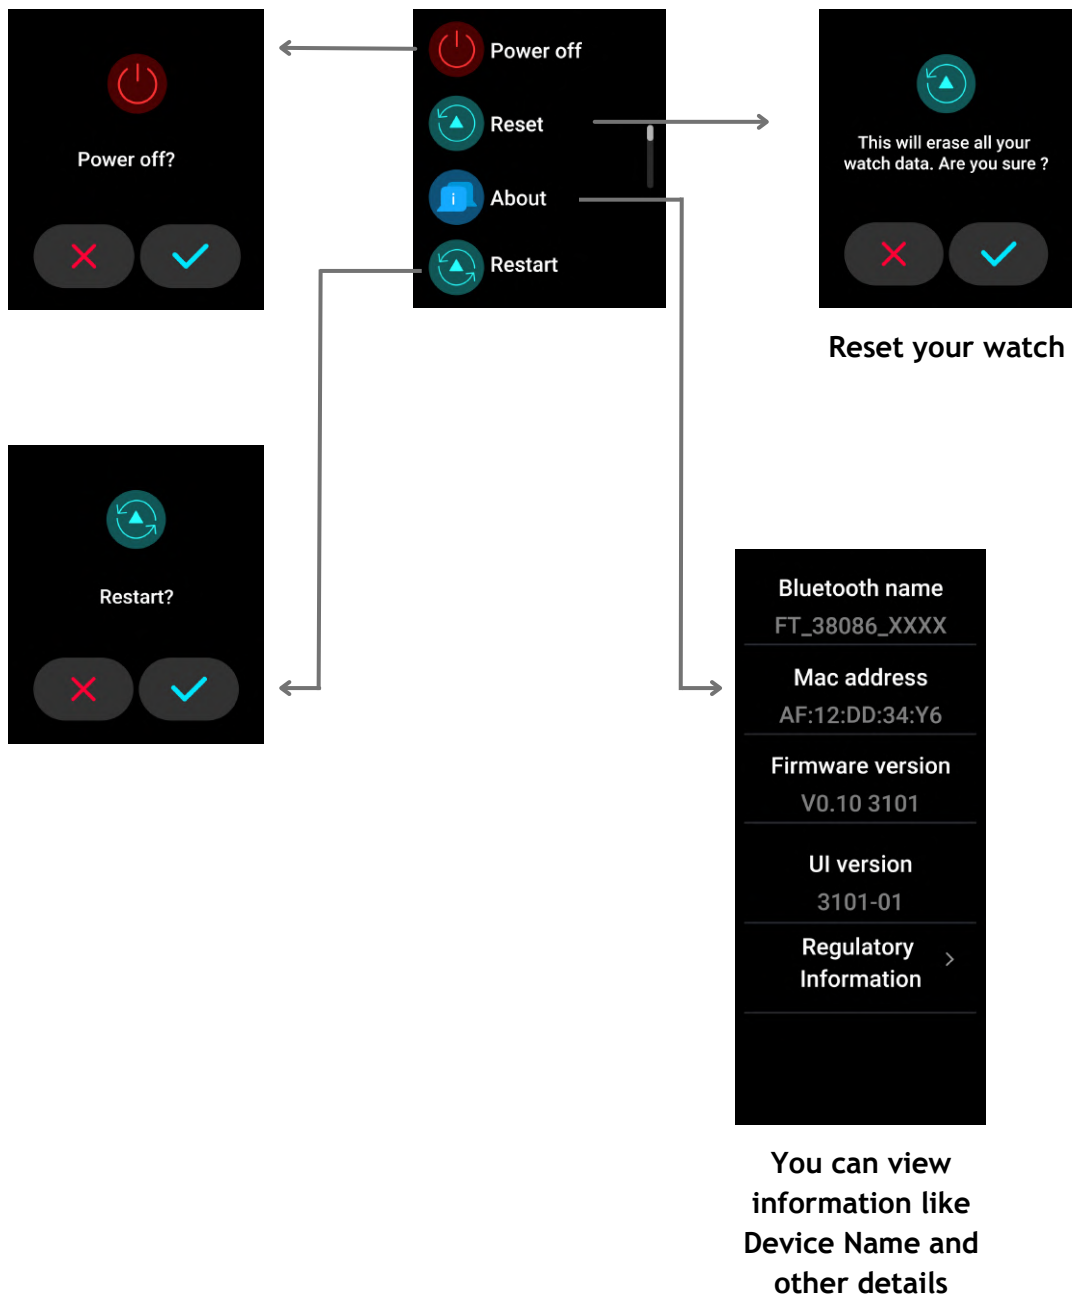 Power off?
Power off
Reset
About
Restart
This will erase all your
watch data. Are you sure ?
Reset your watch
Restart?
Bluetooth name
FT_38086_XXXX
Mac address
AF:12:DD:34:Y6
Firmware version
V0.10 3101
UI version
3101-01
Regulatory
Information
You can view
information like
Device Name and
other details